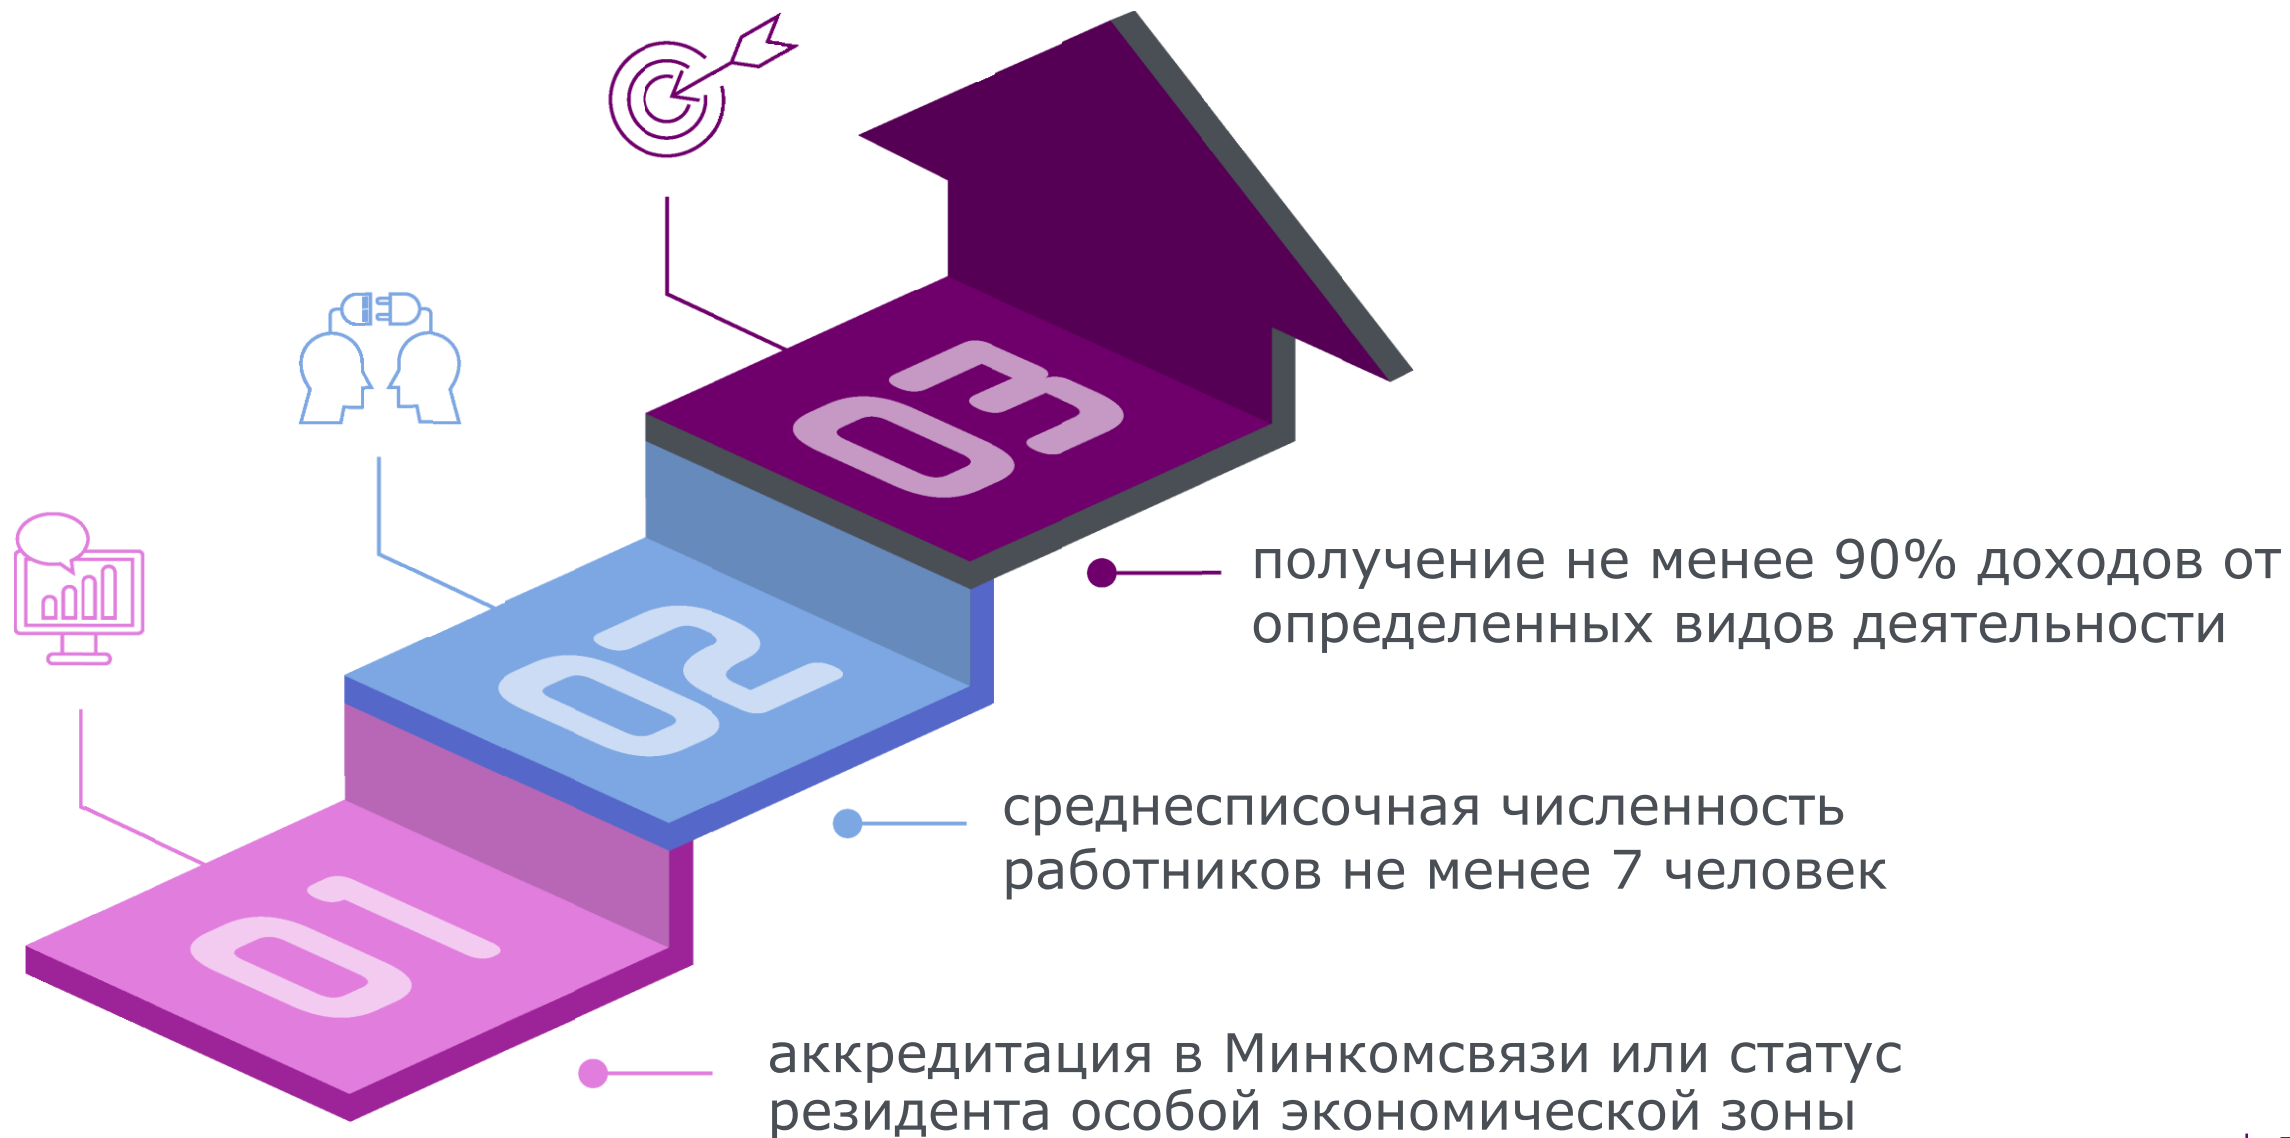 03
получение не менее 90% доходов от
определенных видов деятельности
02
среднесписочная численность
работников не менее 7 человек
01
аккредитация в Минкомсвязи или статус
резидента особой экономической зоны